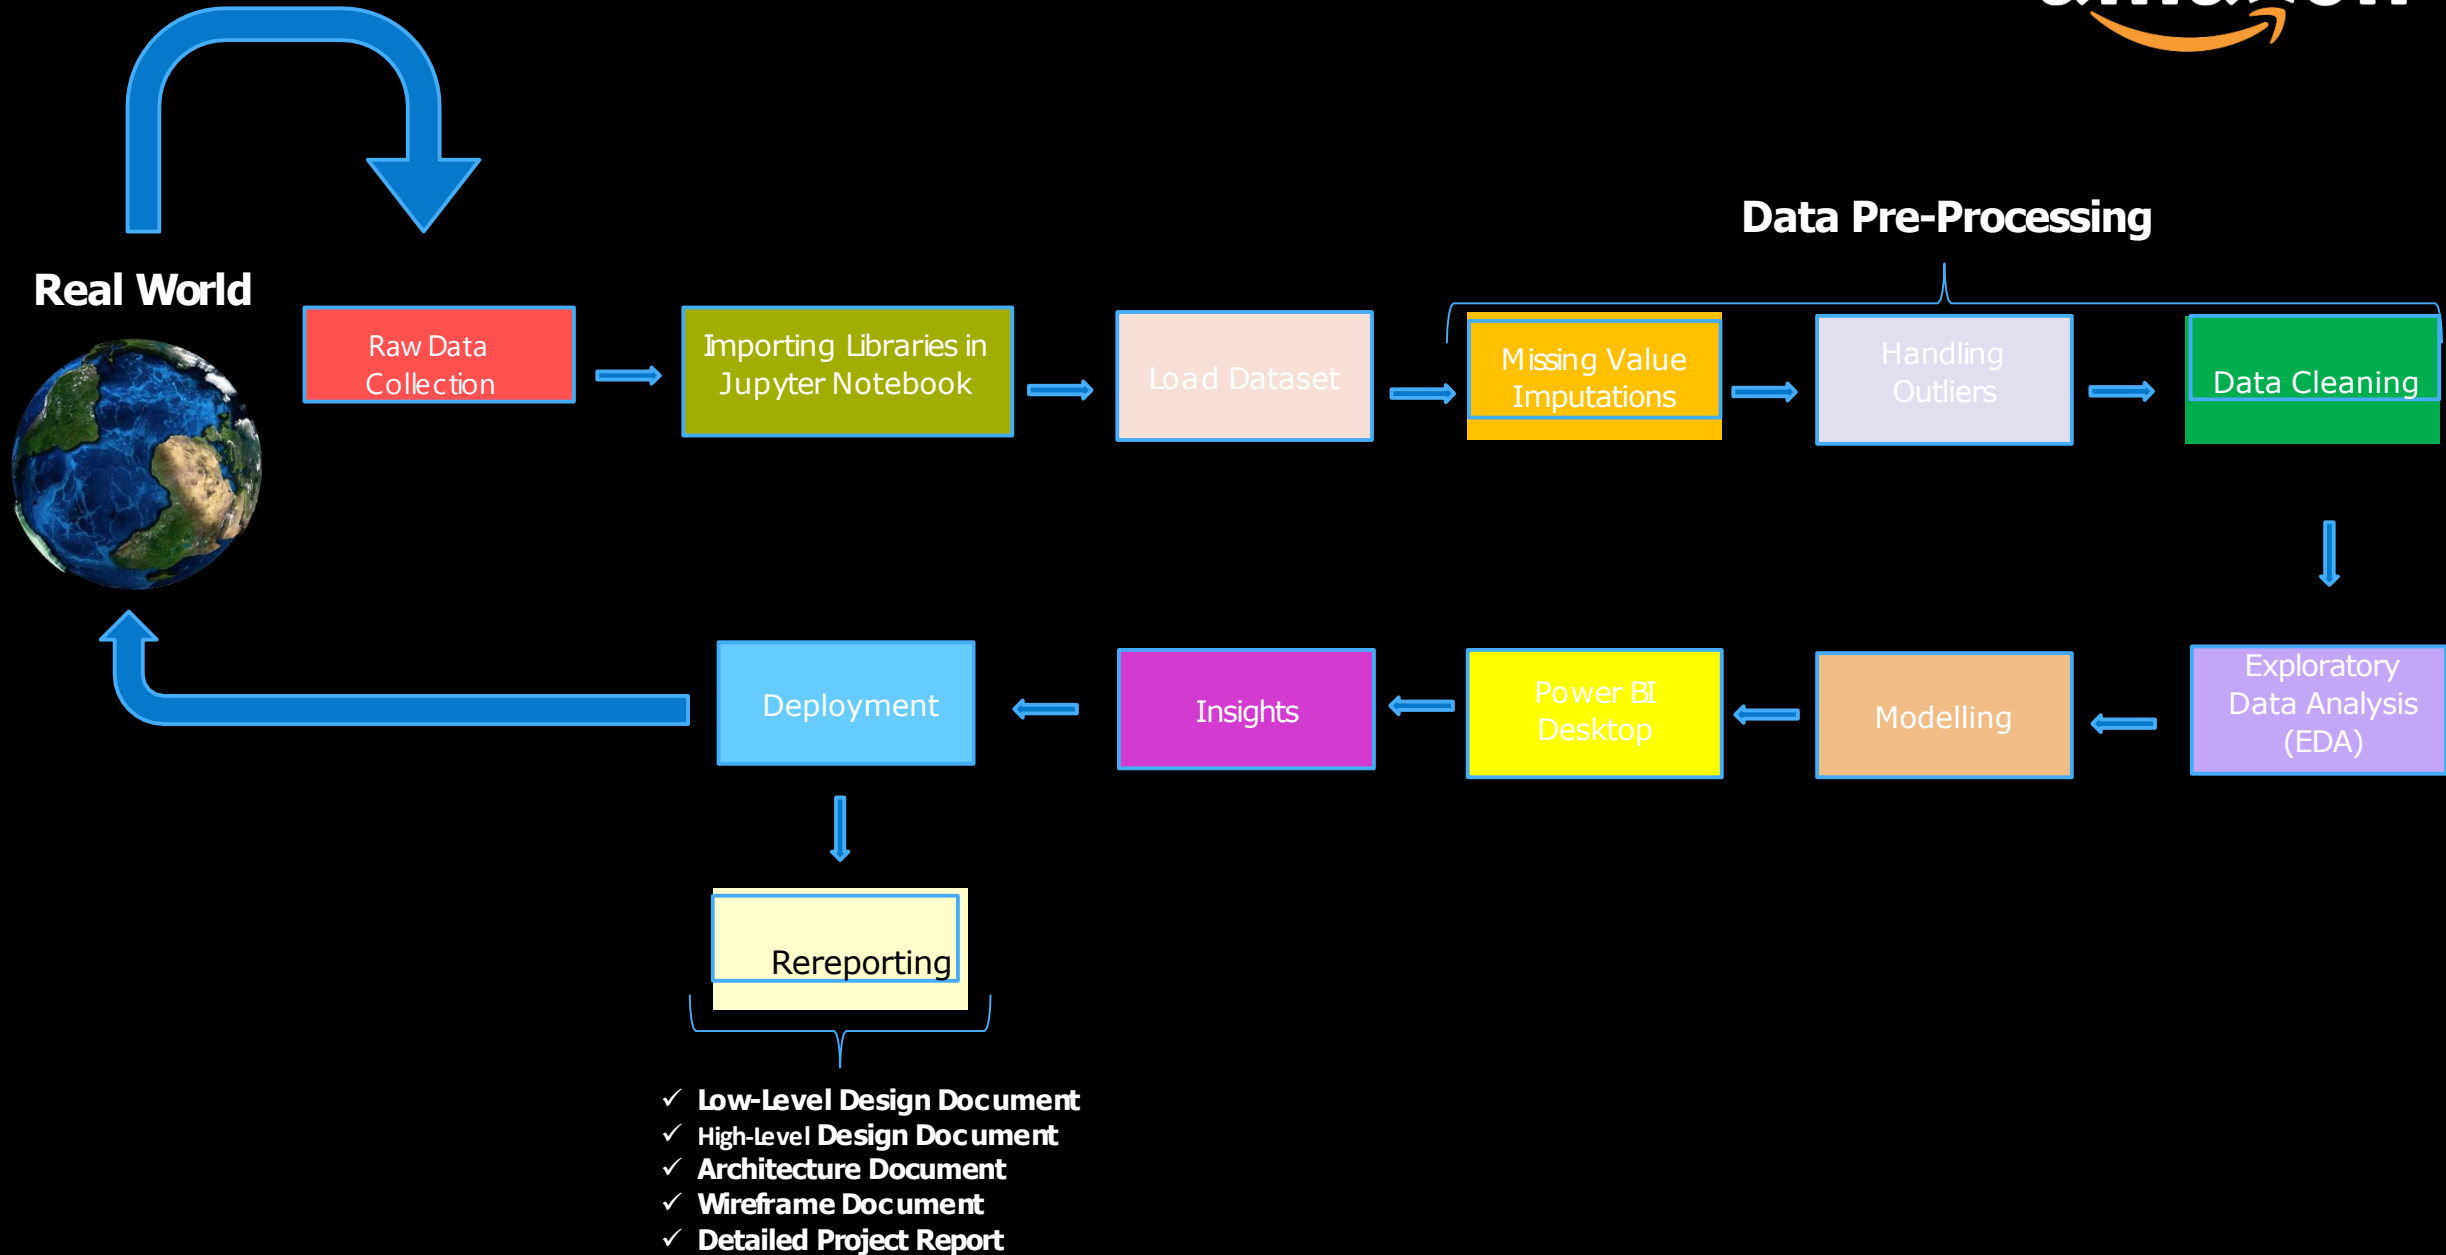 amazon
Data Pre-Processing
Real World
Raw Data
Collection
Importing Libraries in
Jupyter Notebook
Load Dataset
Missing Value
Imputations
Handling
Outliers
Data Cleaning
Deployment
Insights
Power BI
Desktop
Modelling
Exploratory
Data Analysis
(EDA)
Rereporting
✓ Low-Level Design Document
✓ High-Level Design Document
✓ Architecture Document
✓ Wireframe Document
✓ Detailed Project Report